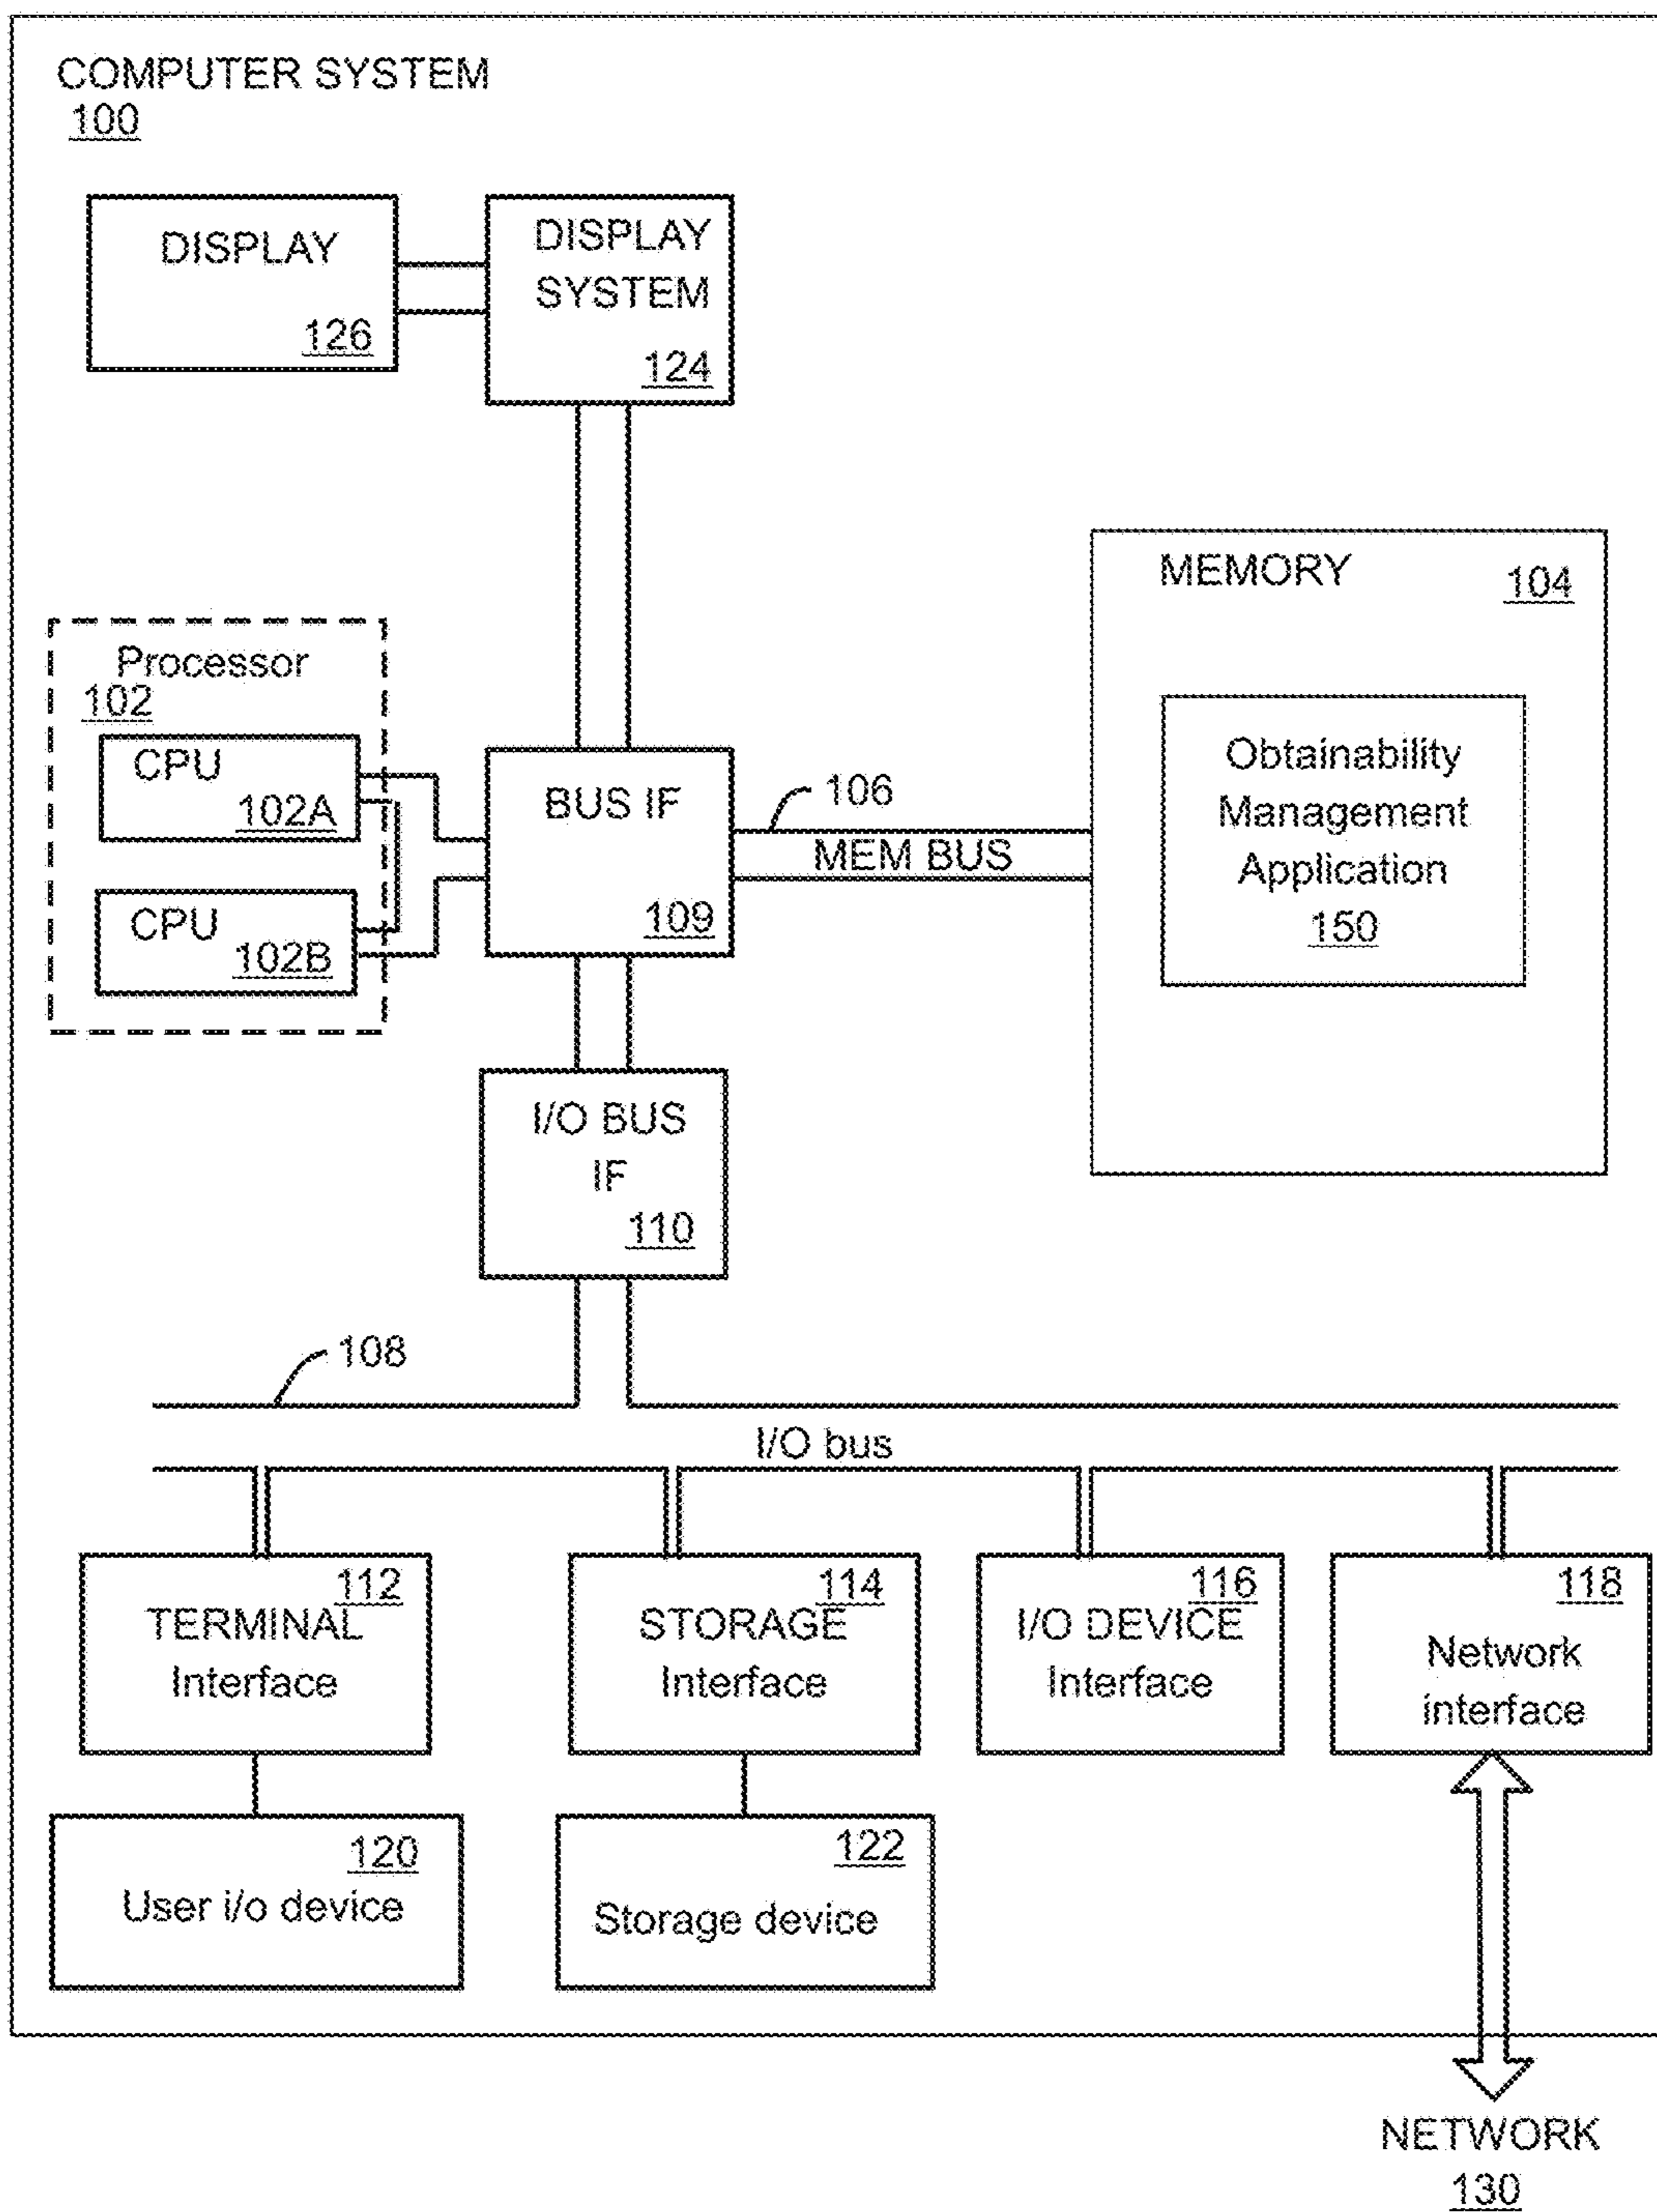 COMPUTER SYSTEM
100
DISPLAY
126
DISPLAY
SYSTEM
124
MEMORY
104
Obtainability
Management
Application
150
Processor
102
CPU
102A
CPU
102B
BUS IF
109
106
MEM BUS
I/O BUS
IF
110
108
I/O bus
112
TERMINAL
Interface
114
STORAGE
Interface
116
I/O DEVICE
Interface
118
Network
interface
120
User i/o device
122
Storage device
NETWORK
130